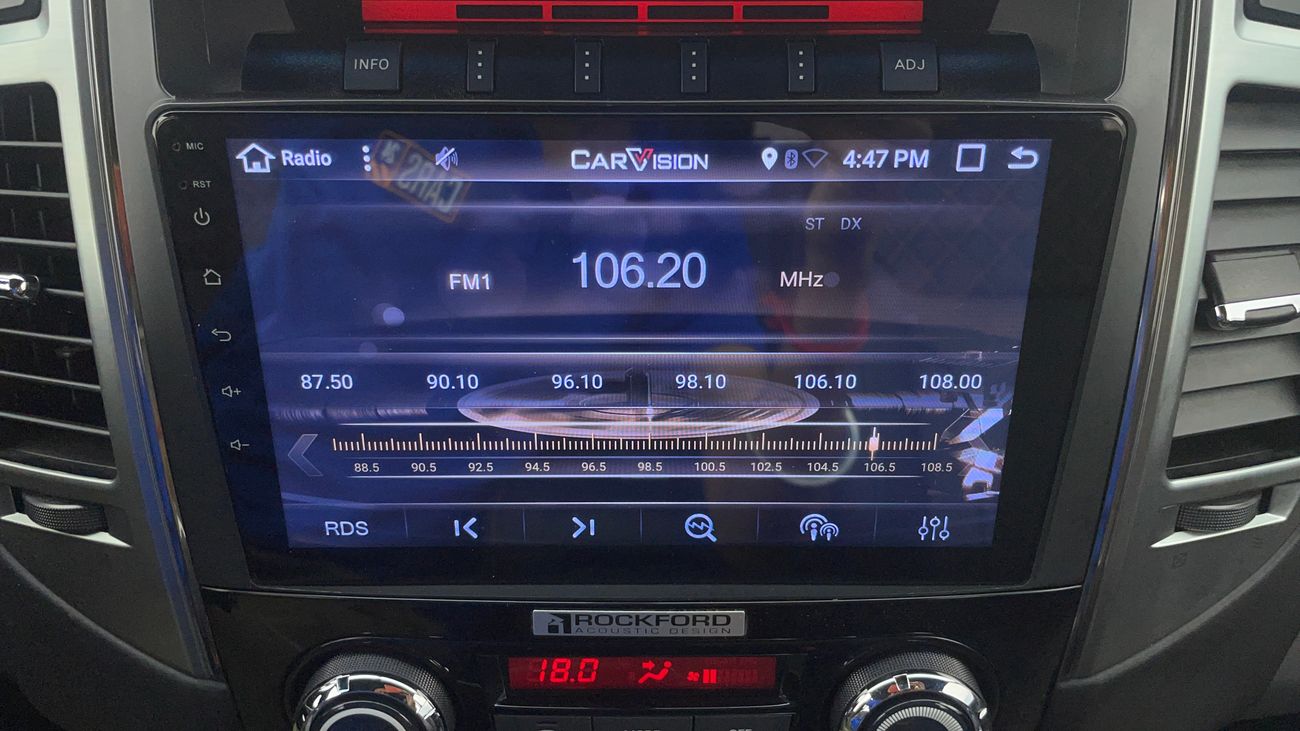 INFO ADJ
MIC
Radio CARVISION 4:47 PM
RST
CARS
ST DX
FM1 106.20 MHz
87.50 90.10 96.10 98.10 106.10 108.00
88.5 90.5 92.5 94.5 96.5 98.5 100.5 102.5 104.5 106.5 108.5
RDS
ROCKFORD
ACOUSTIC DESIGN
18.0